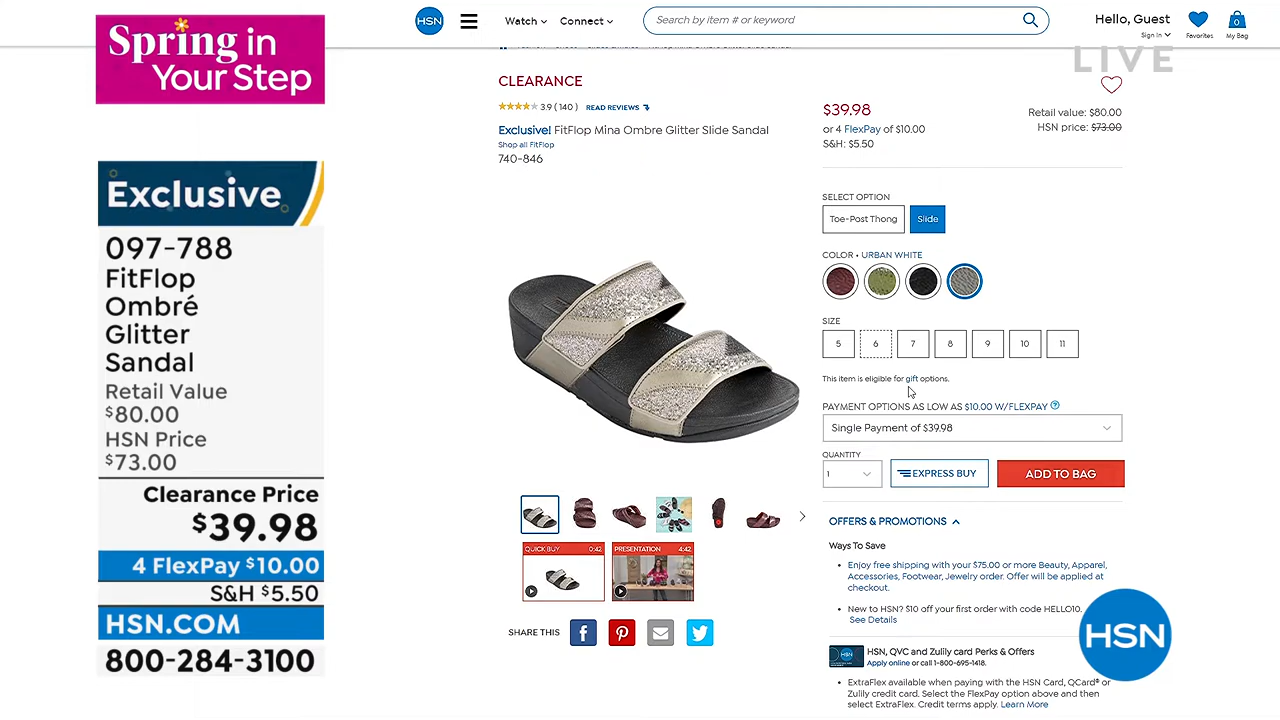 Spring in
Your Step
Exclusive
097-788
FitFlop
Ombré
Glitter
Sandal
Retail Value
$80.00
HSN Price
$73.00
Clearance Price
$39.98
4 FlexPay $10.00
S&H $5.50
HSN.COM
800-284-3100
HSN
Watch
Connect
Search by item # or keyword
Hello, Guest
Sign In
Favorites
0
My Bag
LIVE
CLEARANCE
3.9 ( 140 ) READ REVIEWS
Exclusive! FitFlop Mina Ombre Glitter Slide Sandal
Shop all FitFlop
740-846
$39.98
or 4 FlexPay of $10.00
S&H: $5.50
Retail value: $80.00
HSN price: $73.00
SELECT OPTION
Toe-Post Thong Slide
COLOR • URBAN WHITE
SIZE
5 6 7 8 9 10 11
This item is eligible for gift options.
PAYMENT OPTIONS AS LOW AS $10.00 W/FLEXPAY ?
Single Payment of $39.98
QUANTITY
1
EXPRESS BUY
ADD TO BAG
QUICK BUY 0:42
PRESENTATION 4:42
SHARE THIS
OFFERS & PROMOTIONS
Ways To Save
• Enjoy free shipping with your $75.00 or more Beauty, Apparel,
Accessories, Footwear, Jewelry order. Offer will be applied at
checkout.
• New to HSN? $10 off your first order with code HELLO10.
See Details
HSN, QVC and Zulily card Perks & Offers
Apply online or call 1-800-695-1418.
• ExtraFlex available when paying with the HSN Card, QCard® or
Zulily credit card. Select the FlexPay option above and then
select ExtraFlex. Credit terms apply. Learn More
HSN